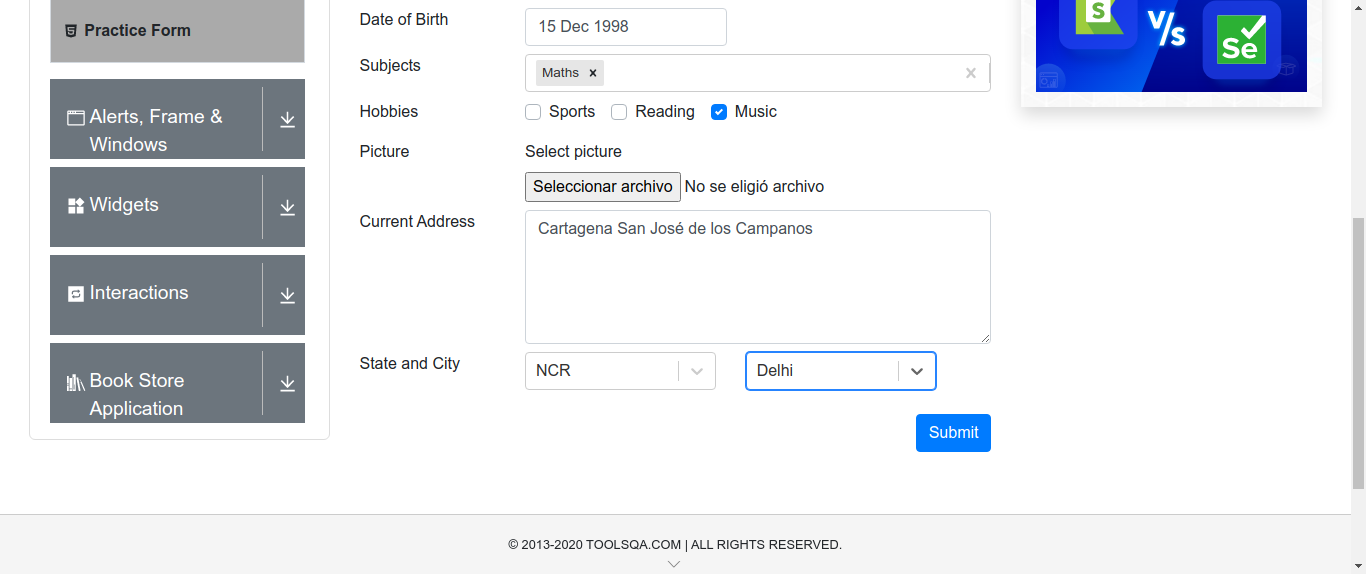 Practice Form
Alerts, Frame &
Windows
Widgets
Interactions
Book Store
Application
Date of Birth
15 Dec 1998
Subjects
Maths
Hobbies
Sports
Reading
Music
Picture
Select picture
Seleccionar archivo No se eligió archivo
Current Address
Cartagena San José de los Campanos
State and City
NCR
Delhi
Submit
S
V/s
Se
© 2013-2020 TOOLSQA.COM | ALL RIGHTS RESERVED.